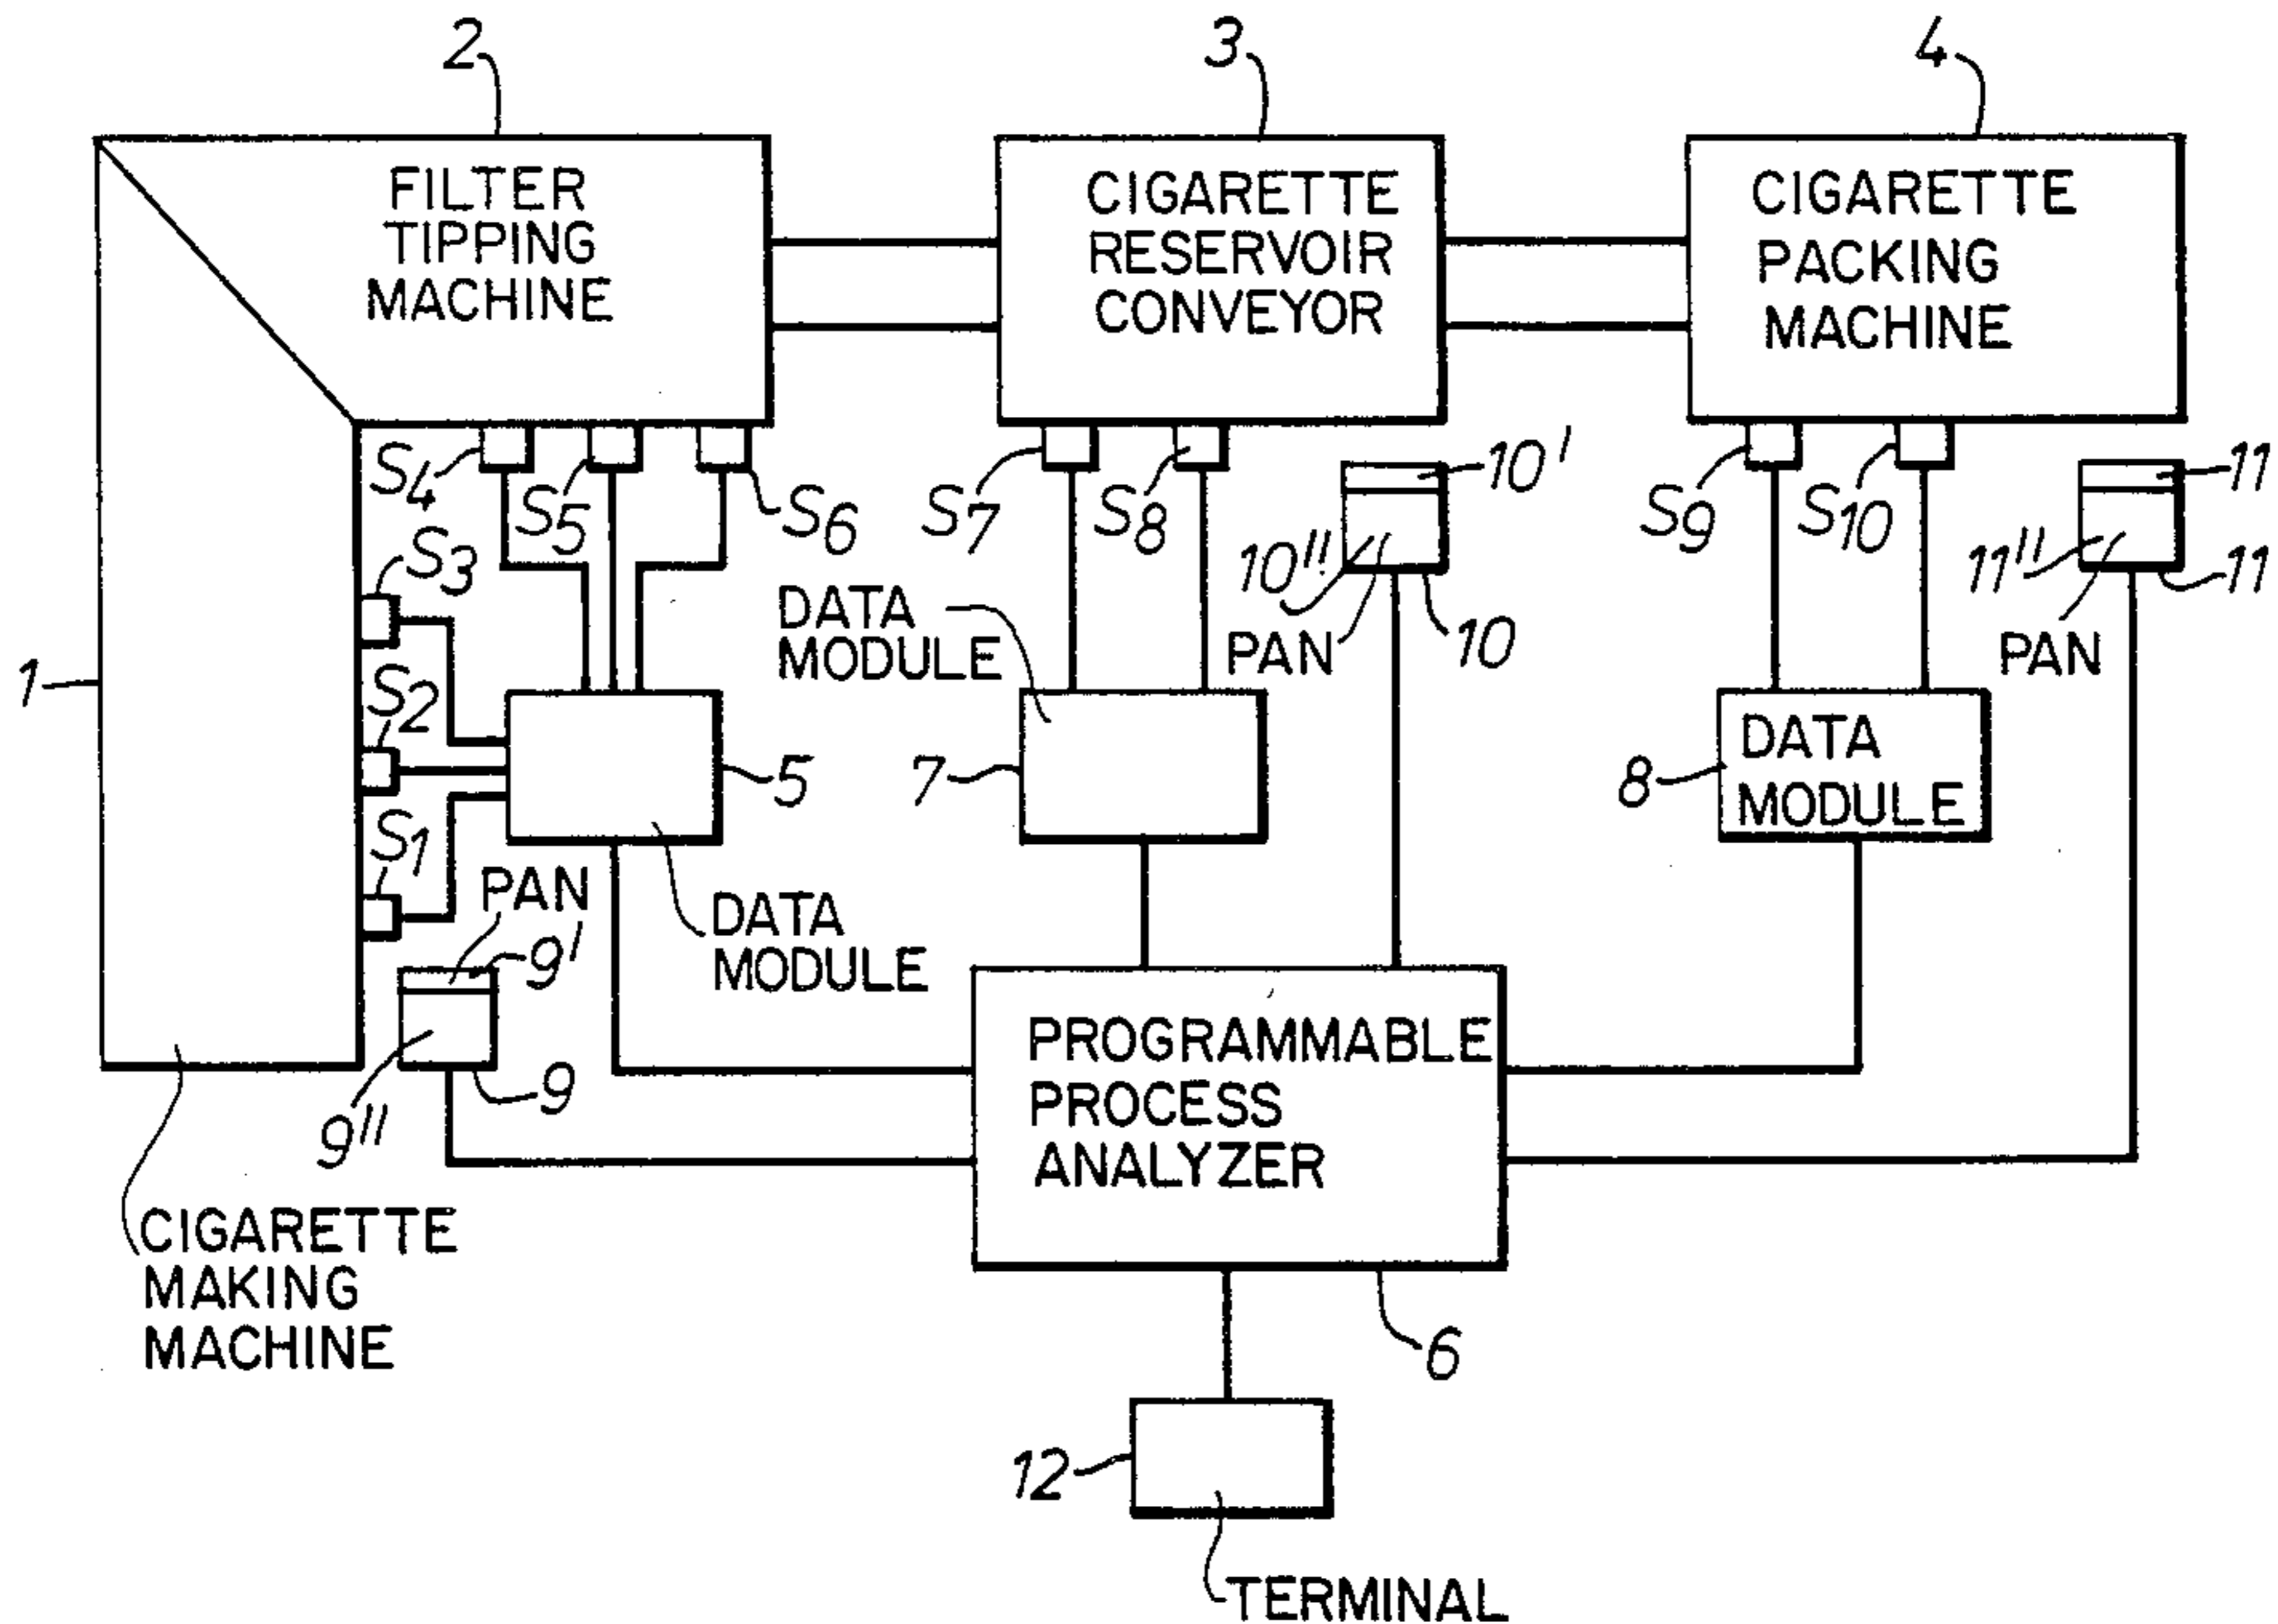 2
3
4
FILTER
TIPPING
MACHINE
CIGARETTE
RESERVOIR
CONVEYOR
CIGARETTE
PACKING
MACHINE
S4
S5
S6
S7
S8
10'
10"
PAN
10
S9
S10
11
11"
11
PAN
S3
S2
S1
1
DATA
MODULE
5
7
8
DATA
MODULE
PAN
9'
DATA
MODULE
9"
9
PROGRAMMABLE
PROCESS
ANALYZER
CIGARETTE
MAKING
MACHINE
6
12
TERMINAL